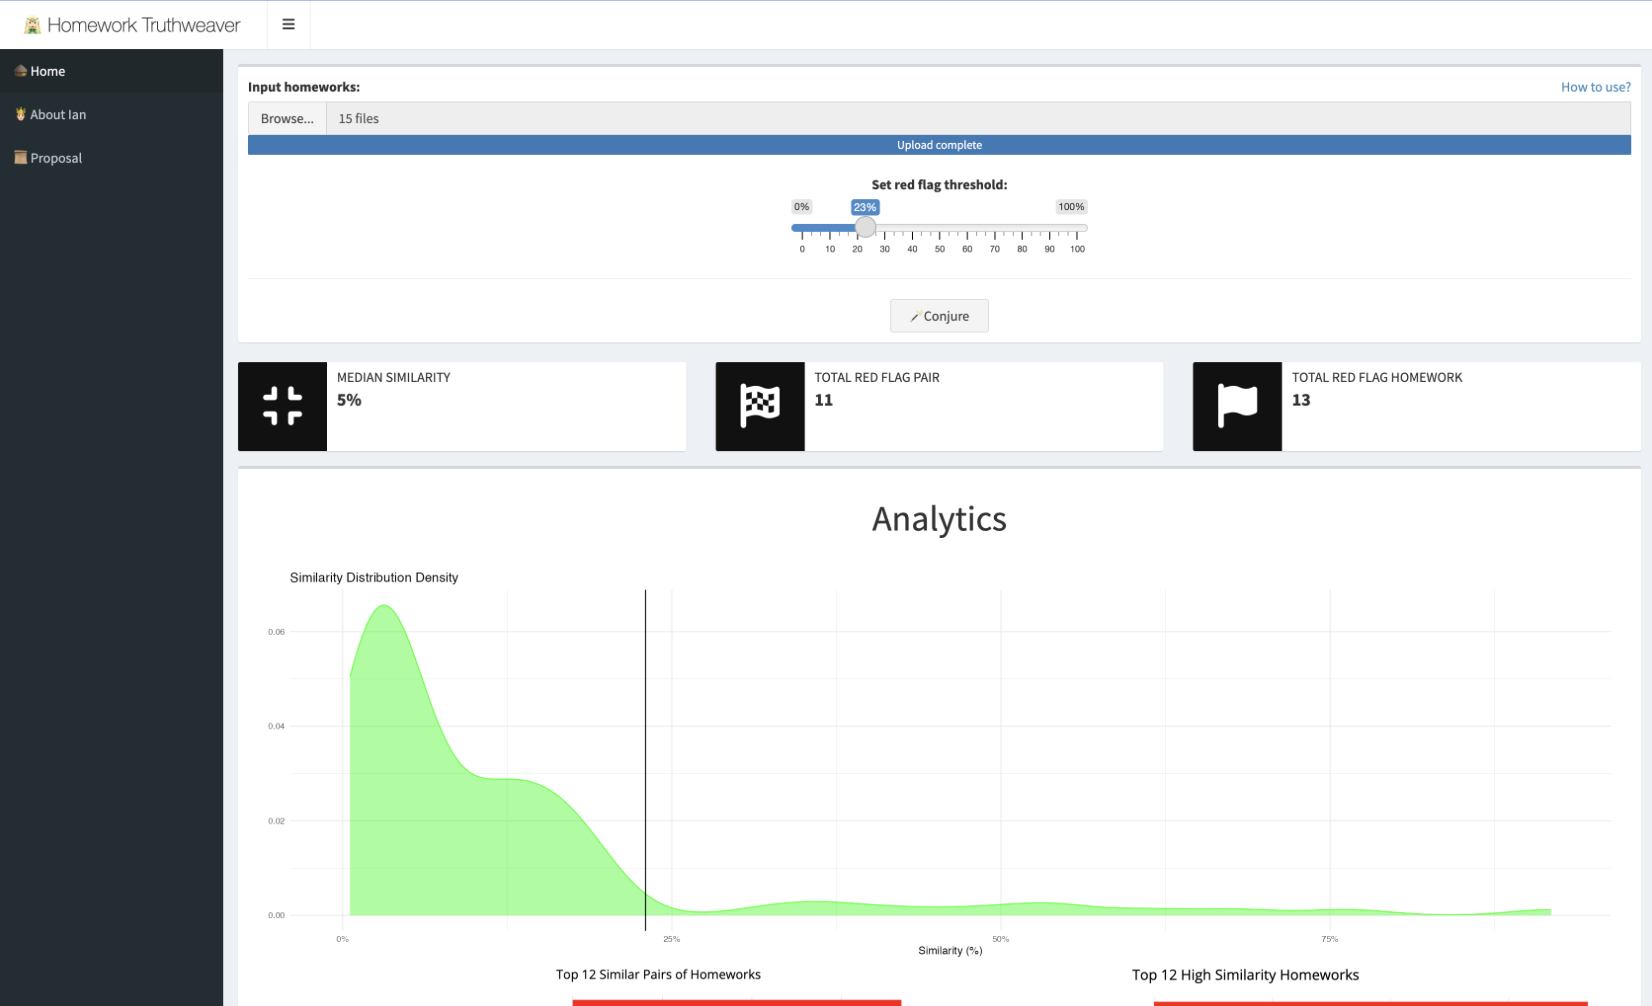 Homework Truthweaver
Home
About Ian
Proposal
Input homeworks:
How to use?
Browse... 15 files
Upload complete
Set red flag threshold:
0% 23% 100%
0 10 20 30 40 50 60 70 80 90 100
Conjure
MEDIAN SIMILARITY
5%
TOTAL RED FLAG PAIR
11
TOTAL RED FLAG HOMEWORK
13
Analytics
Similarity Distribution Density
0.06
0.04
0.02
0.00
0% 25% 50% 75%
Similarity (%)
Top 12 Similar Pairs of Homeworks
Top 12 High Similarity Homeworks